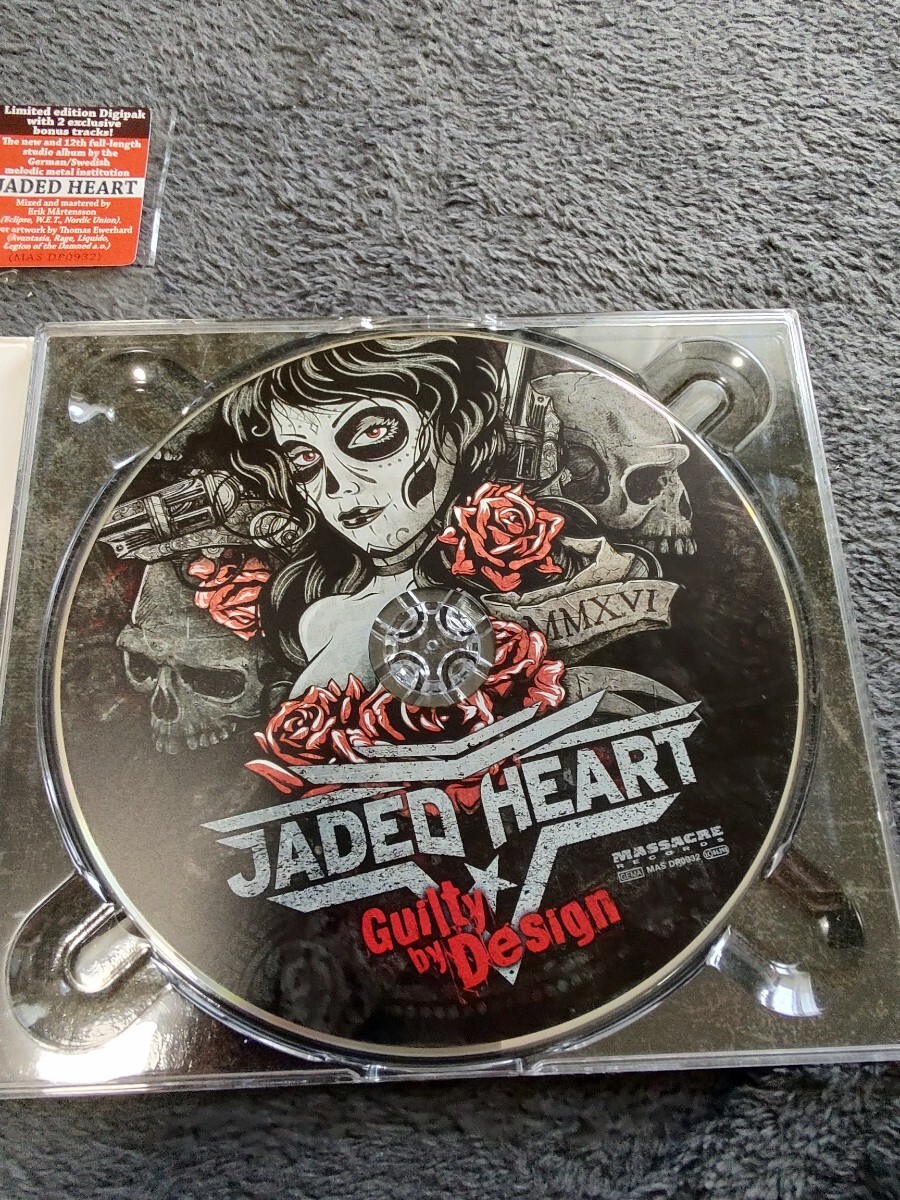 Limited edition Digipak
with 2 exclusive
bonus tracks!
The new and 12th full-length
studio album by the
German/Swedish
melodic metal institution
JADED HEART
Mixed and mastered by
Erik Mårtensson
(Eclipse, W.E.T., Nordic Union).
er artwork by Thomas Ewerhard
(Avantasia, Rage, Liquido,
Legion of the Damned a.o.)
(MAS DP0932)
MMXVI
JADED HEART
MASSACRE
RECORDS
GEMA MAS DP0932
Guilty
by Design